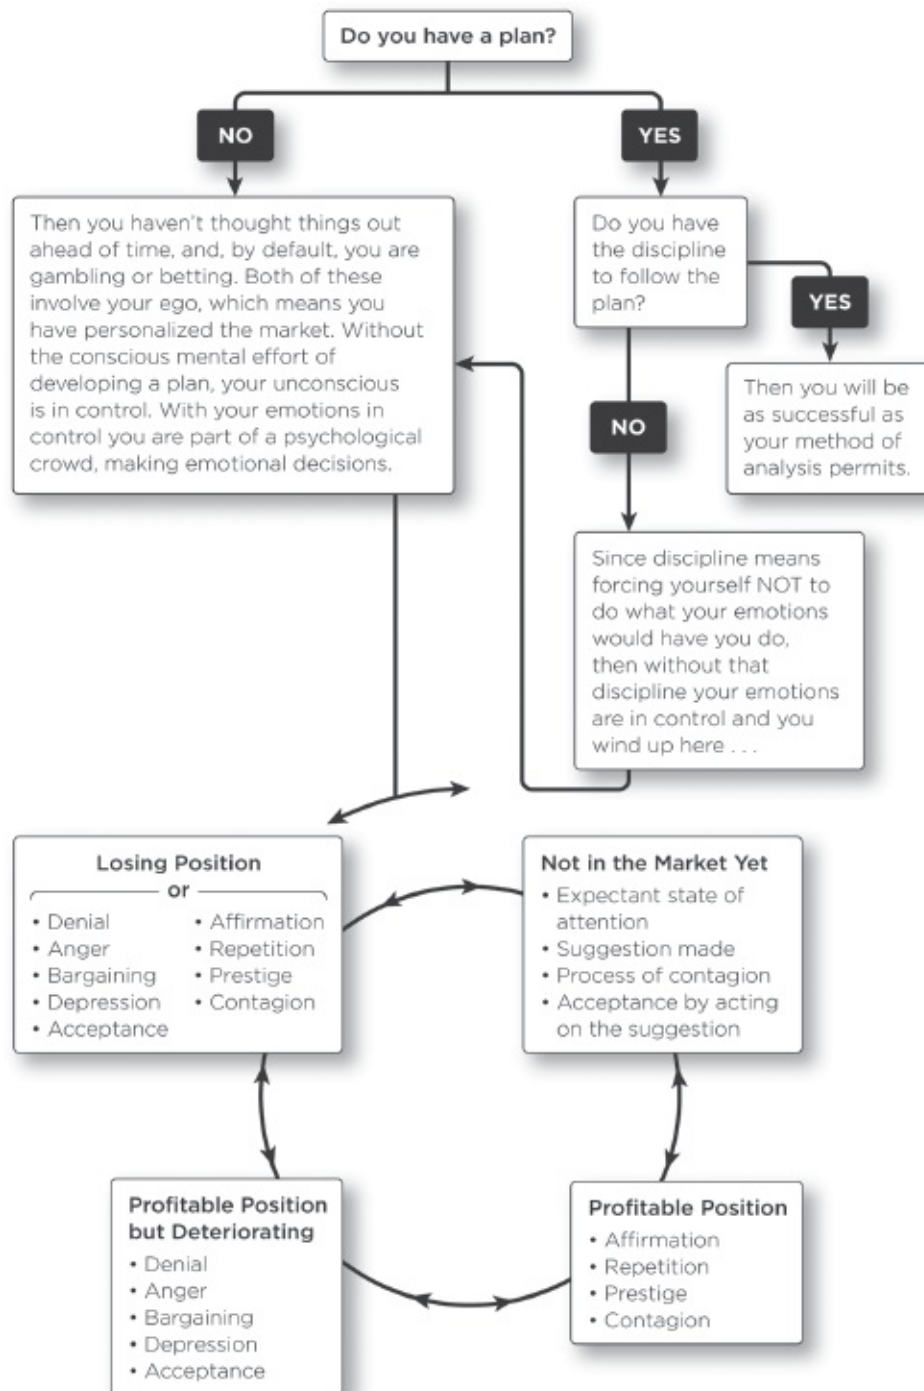 Do you have a plan?
NO
YES
Then you haven't thought things out
ahead of time, and, by default, you are
gambling or betting. Both of these
involve your ego, which means you
have personalized the market. Without
the conscious mental effort of
developing a plan, your unconscious
is in control. With your emotions in
control you are part of a psychological
crowd, making emotional decisions.
Do you have
the discipline
to follow the
plan?
YES
Then you will be
as successful as
your method of
analysis permits.
NO
Since discipline means
forcing yourself NOT to
do what your emotions
would have you do,
then without that
discipline your emotions
are in control and you
wind up here . . .
Losing Position
or
• Denial
• Anger
• Bargaining
• Depression
• Acceptance
• Affirmation
• Repetition
• Prestige
• Contagion
Not in the Market Yet
• Expectant state of
attention
• Suggestion made
• Process of contagion
• Acceptance by acting
on the suggestion
Profitable Position
but Deteriorating
• Denial
• Anger
• Bargaining
• Depression
• Acceptance
Profitable Position
• Affirmation
• Repetition
• Prestige
• Contagion